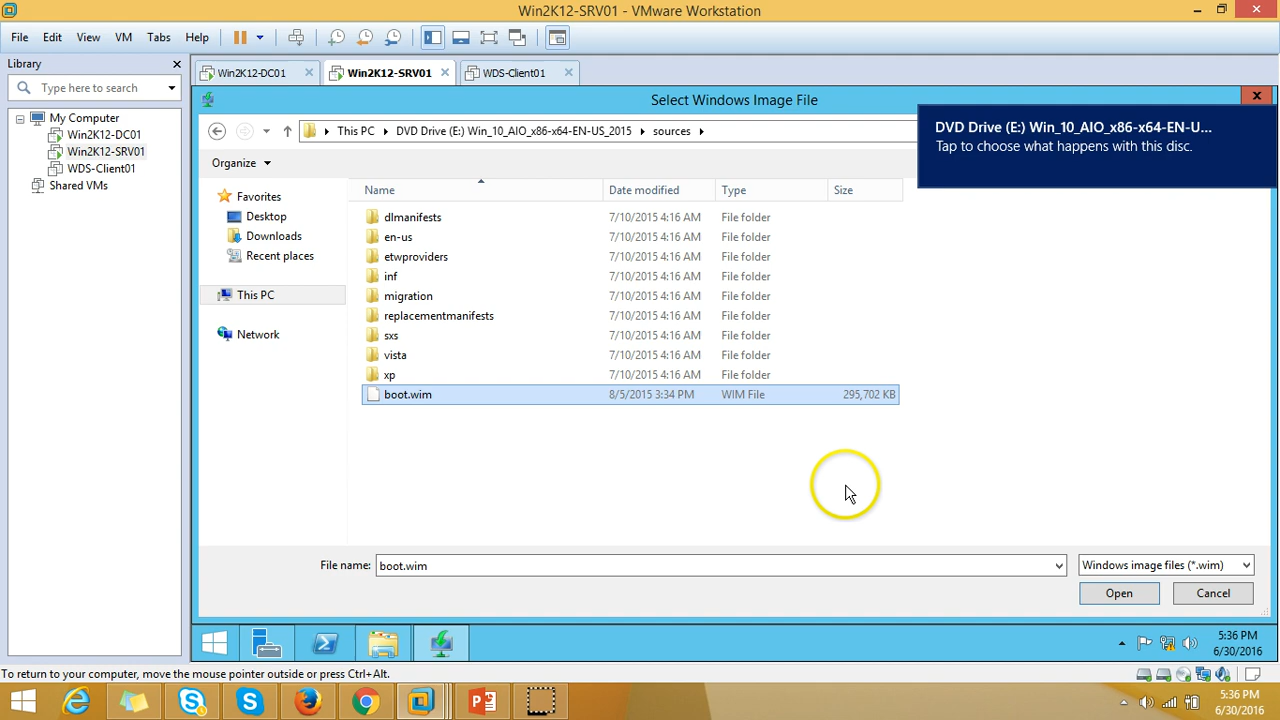 Win2K12-SRV01 - VMware Workstation
File Edit View VM Tabs Help
Library
Type here to search
My Computer
Win2K12-DC01
Win2K12-SRV01
WDS-Client01
Shared VMs
Win2K12-DC01 Win2K12-SRV01 WDS-Client01
Select Windows Image File
This PC DVD Drive (E:) Win_10_AIO_x86-x64-EN-US_2015 sources
DVD Drive (E:) Win_10_AIO_x86-x64-EN-U...
Tap to choose what happens with this disc.
Organize
Favorites
Desktop
Downloads
Recent places
This PC
Network
Name Date modified Type Size
dlmanifests 7/10/2015 4:16 AM File folder
en-us 7/10/2015 4:16 AM File folder
etwproviders 7/10/2015 4:16 AM File folder
inf 7/10/2015 4:16 AM File folder
migration 7/10/2015 4:16 AM File folder
replacementmanifests 7/10/2015 4:16 AM File folder
sxs 7/10/2015 4:16 AM File folder
vista 7/10/2015 4:16 AM File folder
xp 7/10/2015 4:16 AM File folder
boot.wim 8/5/2015 3:34 PM WIM File 295,702 KB
File name: boot.wim Windows image files (*.wim)
Open Cancel
5:36 PM
6/30/2016
To return to your computer, move the mouse pointer outside or press Ctrl+Alt.
5:36 PM
6/30/2016